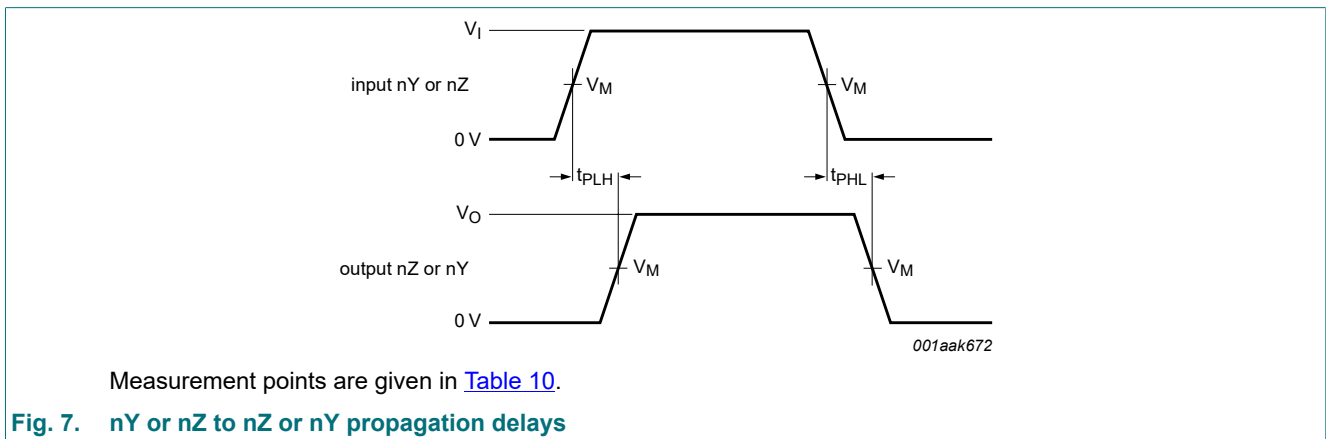 V_I
input nY or nZ
V_M
V_M
0 V
t_PLH
t_PHL
V_O
output nZ or nY
V_M
V_M
0 V
001aak672
Measurement points are given in Table 10.
Fig. 7. nY or nZ to nZ or nY propagation delays